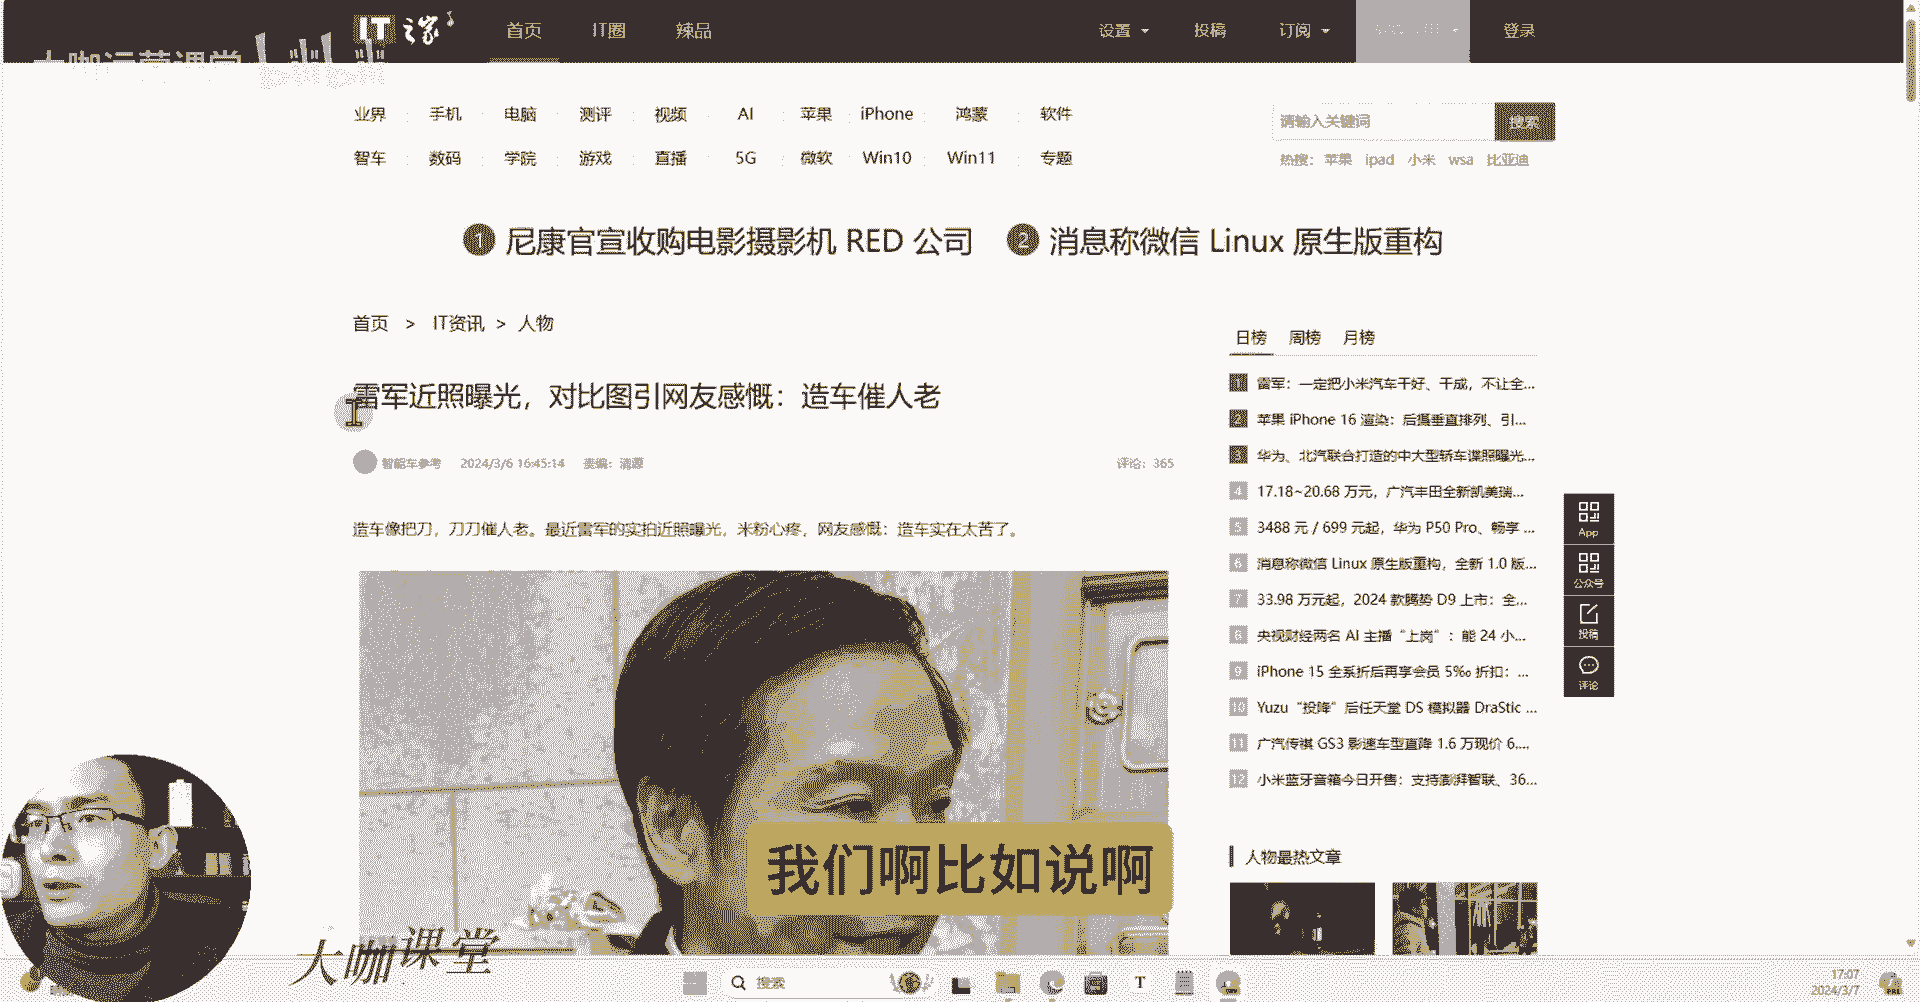 IT之家 首页 IT圈 辣品 设置 投稿 订阅 登录
大咖运营课堂 bilibili
业界 手机 电脑 测评 视频 AI 苹果 iPhone 鸿蒙 软件
请输入关键词 搜索
智车 数码 学院 游戏 直播 5G 微软 Win10 Win11 专题
热搜: 苹果 ipad 小米 wsa 比亚迪
1 尼康官宣收购电影摄影机 RED 公司 2 消息称微信 Linux 原生版重构
首页 > IT资讯 > 人物
雷军近照曝光，对比图引网友感慨：造车催人老
智能车参考 2024/3/6 16:45:14 责编：清源
评论：365
造车像把刀，刀刀催人老。最近雷军的实拍近照曝光，米粉心疼，网友感慨：造车实在太苦了。
日榜 周榜 月榜
1 雷军：一定把小米汽车干好、干成，不让全...
2 苹果 iPhone 16 渲染：后摄垂直排列、引...
3 华为、北汽联合打造的中大型轿车谍照曝光...
4 17.18~20.68 万元，广汽丰田全新凯美瑞...
5 3488 元 / 699 元起，华为 P50 Pro、畅享 ...
6 消息称微信 Linux 原生版重构，全新 1.0 版...
7 33.98 万元起，2024 款腾势 D9 上市：全...
8 央视财经两名 AI 主播“上岗”：能 24 小...
9 iPhone 15 全系折后再享会员 5‰ 折扣：...
10 Yuzu“投降”后任天堂 DS 模拟器 DraStic ...
11 广汽传祺 GS3 影速车型直降 1.6 万现价 6....
12 小米蓝牙音箱今日开售：支持澎湃智联、36...
App
公众号
投稿
评论
人物最热文章
我们啊比如说啊
大咖课堂
搜索
17:07
2024/3/7